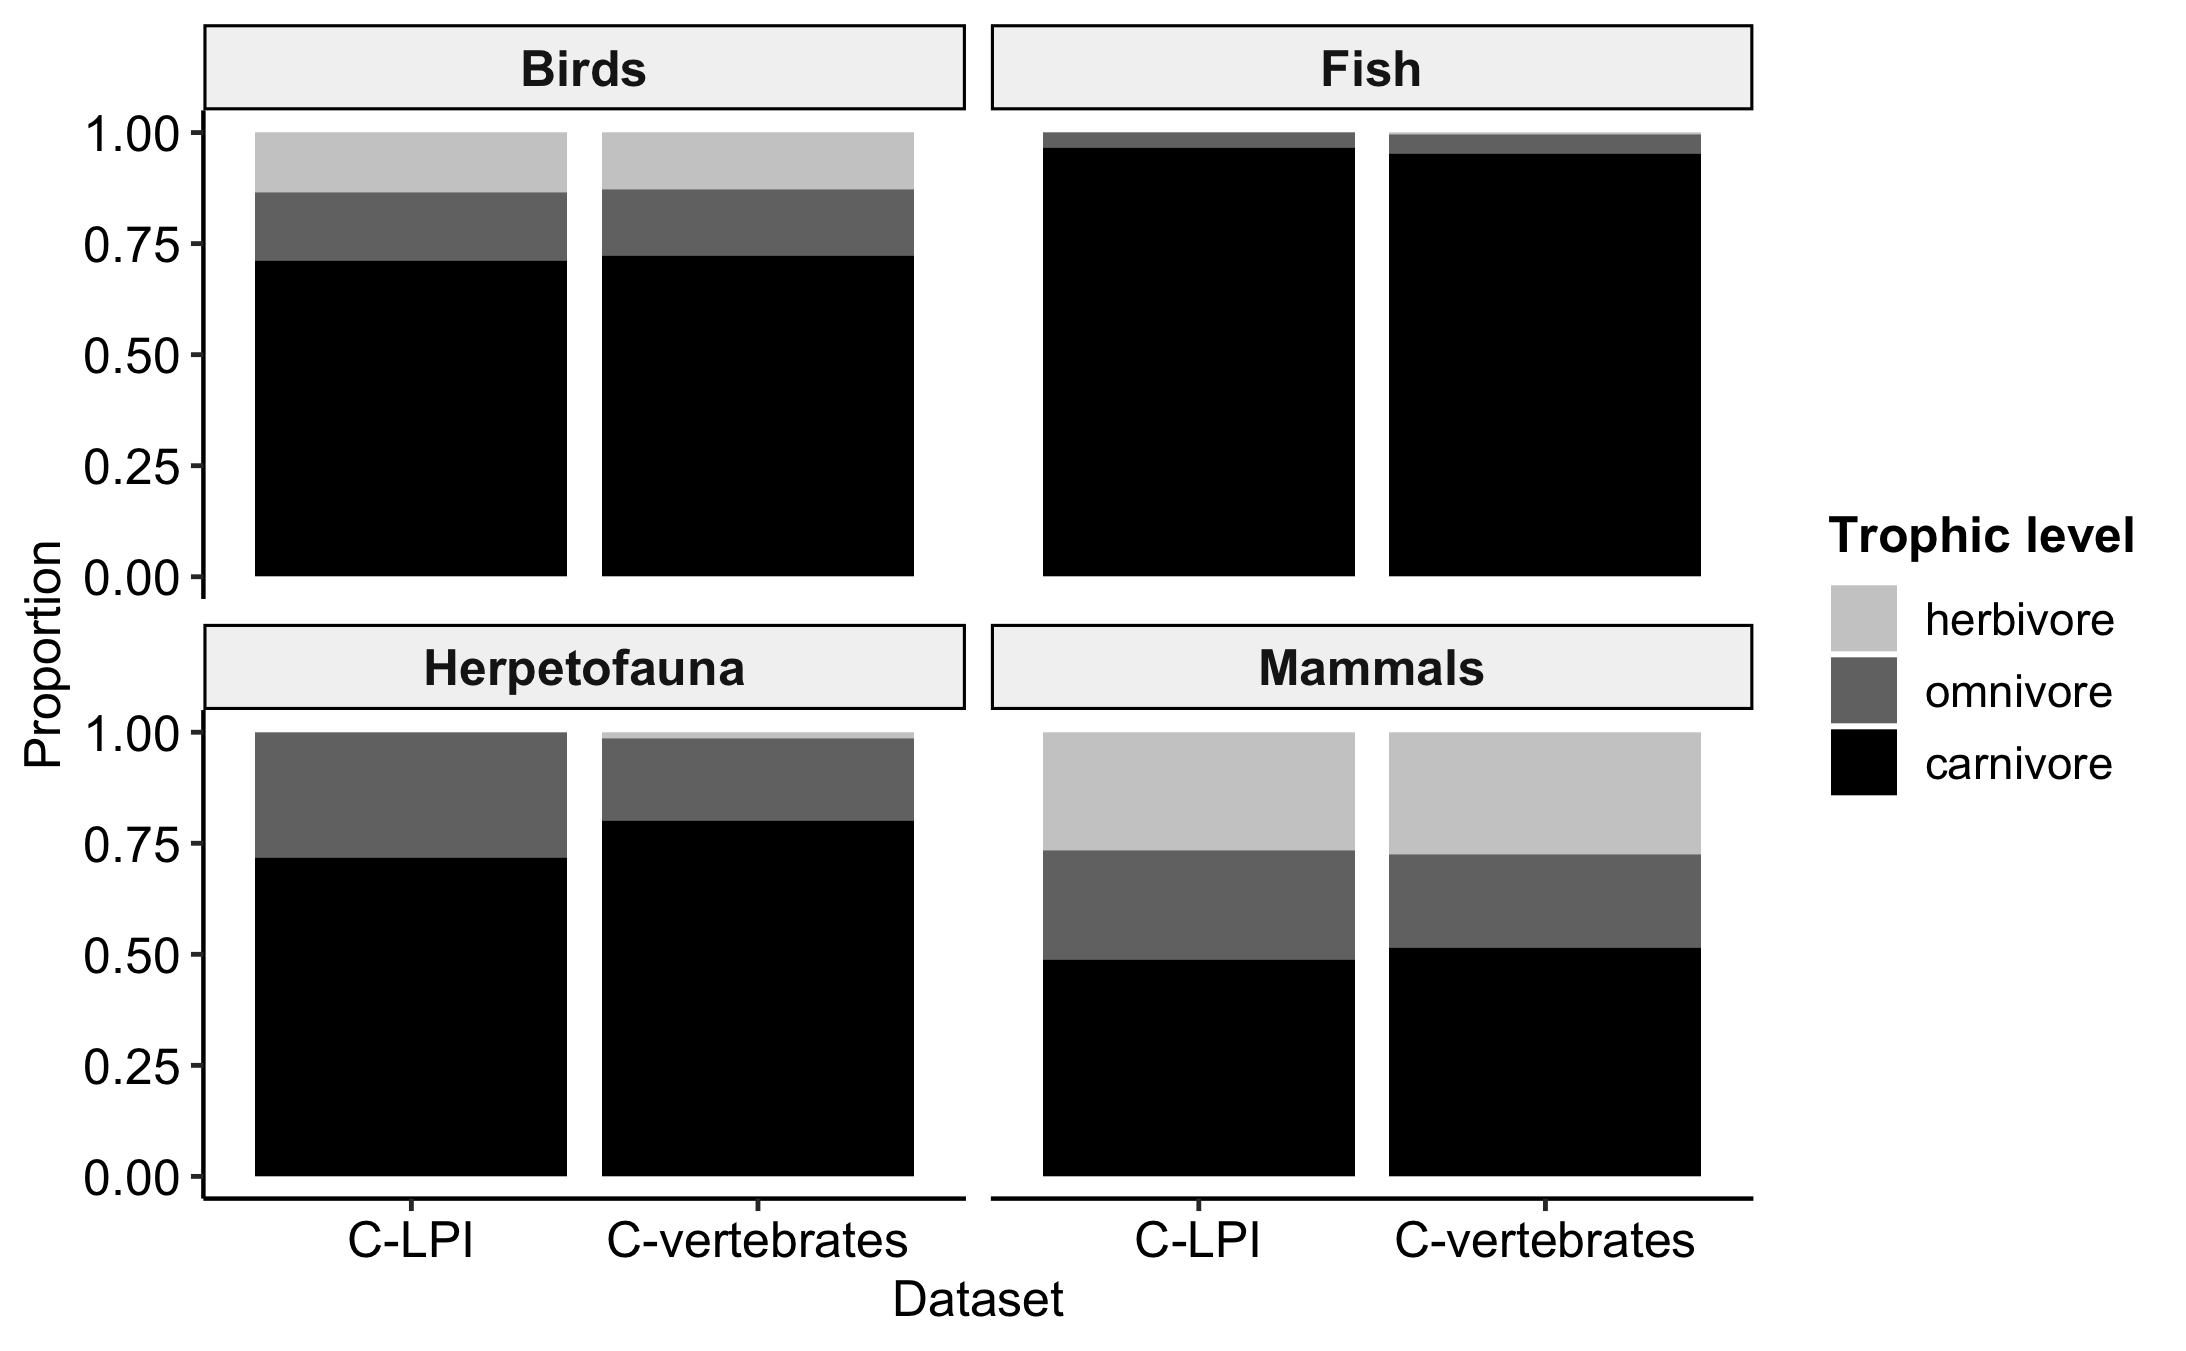 Birds
Fish
1.00
0.75
0.50
0.25
0.00
Herpetofauna
Mammals
1.00
0.75
0.50
0.25
0.00
Proportion
C-LPI
C-vertebrates
C-LPI
C-vertebrates
Dataset
Trophic level
herbivore
omnivore
carnivore